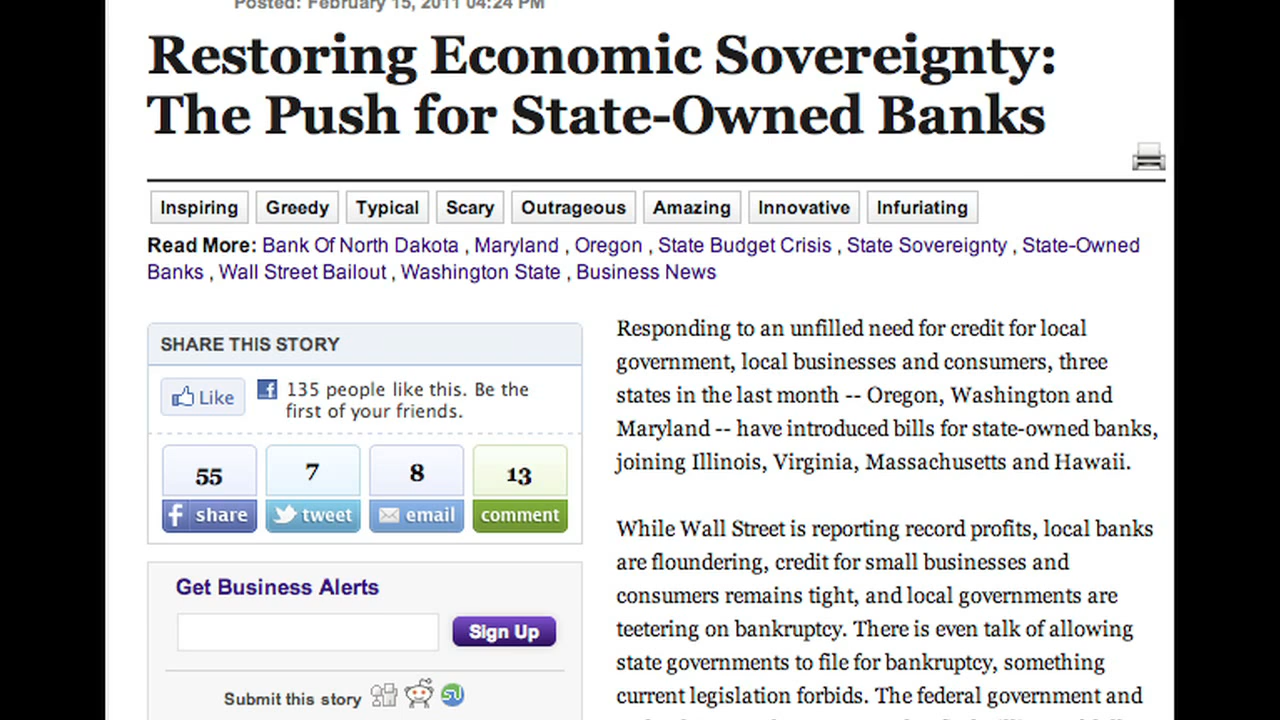 Posted: February 15, 2011 04:24 PM
Restoring Economic Sovereignty:
The Push for State-Owned Banks
Inspiring Greedy Typical Scary Outrageous Amazing Innovative Infuriating
Read More: Bank Of North Dakota , Maryland , Oregon , State Budget Crisis , State Sovereignty , State-Owned
Banks , Wall Street Bailout , Washington State , Business News
SHARE THIS STORY
Like
135 people like this. Be the
first of your friends.
55 7 8 13
share tweet email comment
Get Business Alerts
Sign Up
Submit this story
Responding to an unfilled need for credit for local
government, local businesses and consumers, three
states in the last month -- Oregon, Washington and
Maryland -- have introduced bills for state-owned banks,
joining Illinois, Virginia, Massachusetts and Hawaii.
While Wall Street is reporting record profits, local banks
are floundering, credit for small businesses and
consumers remains tight, and local governments are
teetering on bankruptcy. There is even talk of allowing
state governments to file for bankruptcy, something
current legislation forbids. The federal government and